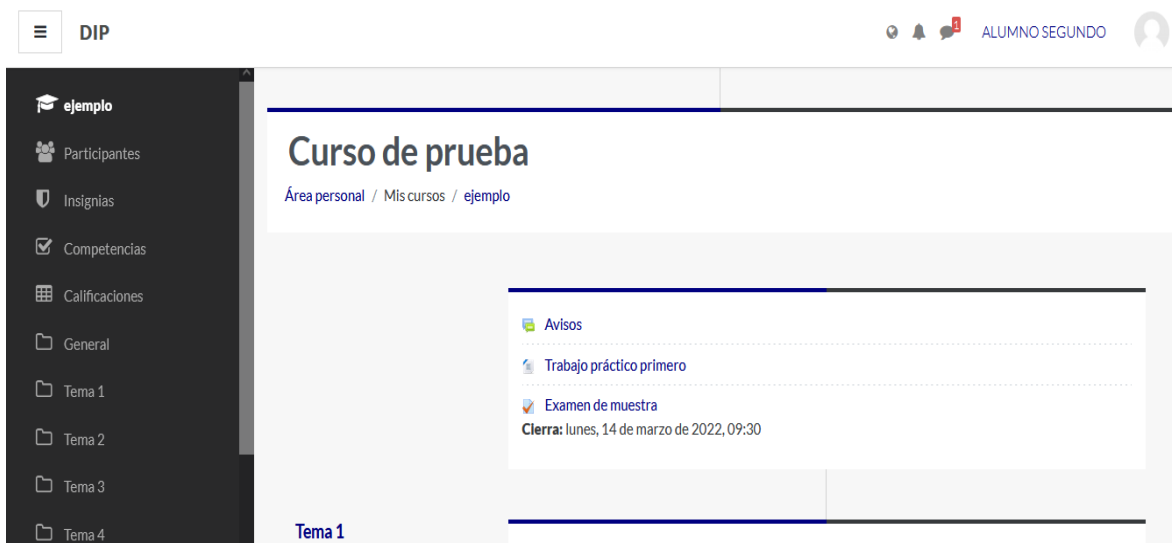 DIP
1
ALUMNO SEGUNDO
ejemplo
Participantes
Insignias
Competencias
Calificaciones
General
Tema 1
Tema 2
Tema 3
Tema 4
Curso de prueba
Área personal / Mis cursos / ejemplo
Avisos
Trabajo práctico primero
Examen de muestra
Cierra: lunes, 14 de marzo de 2022, 09:30
Tema 1